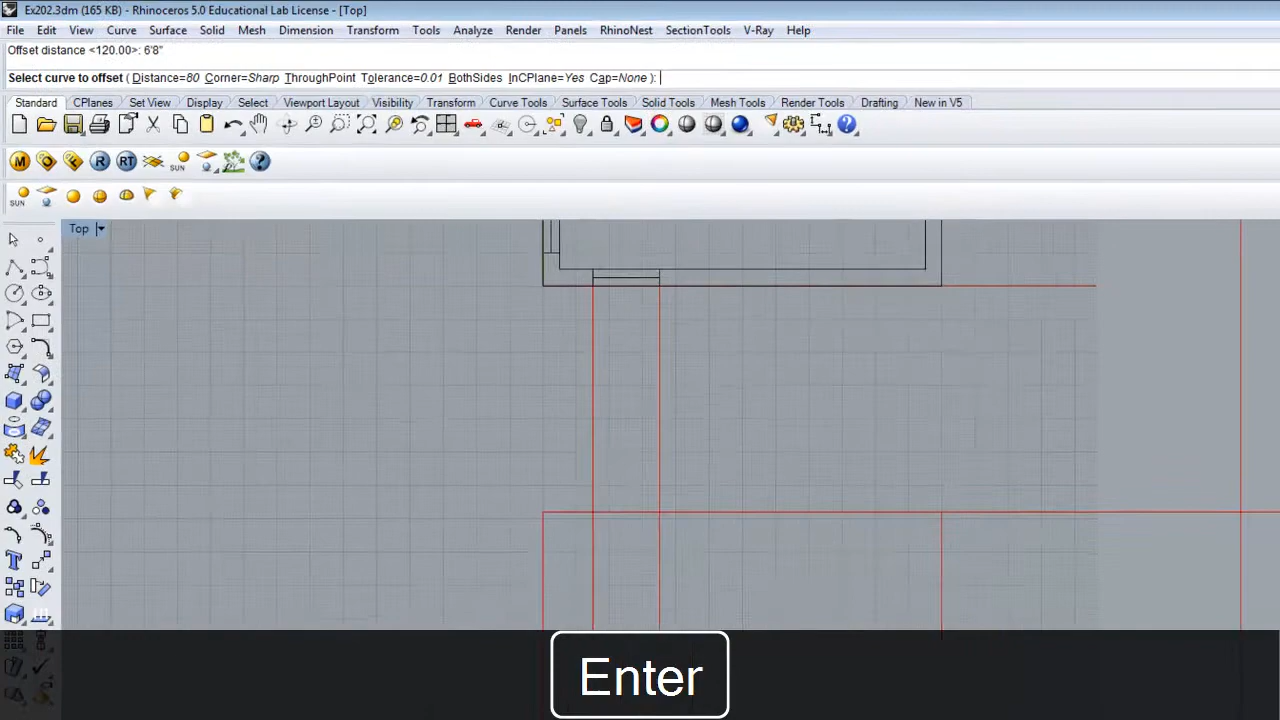 Ex202.3dm (165 KB) - Rhinoceros 5.0 Educational Lab License - [Top]
File Edit View Curve Surface Solid Mesh Dimension Transform Tools Analyze Render Panels RhinoNest SectionTools V-Ray Help
Offset distance <120.00>: 6'8"
Select curve to offset ( Distance=80 Corner=Sharp ThroughPoint Tolerance=0.01 BothSides InCPlane=Yes Cap=None ):
Standard CPlanes Set View Display Select Viewport Layout Visibility Transform Curve Tools Surface Tools Solid Tools Mesh Tools Render Tools Drafting New in V5
M O F R RT SUN
SUN
Top
Enter